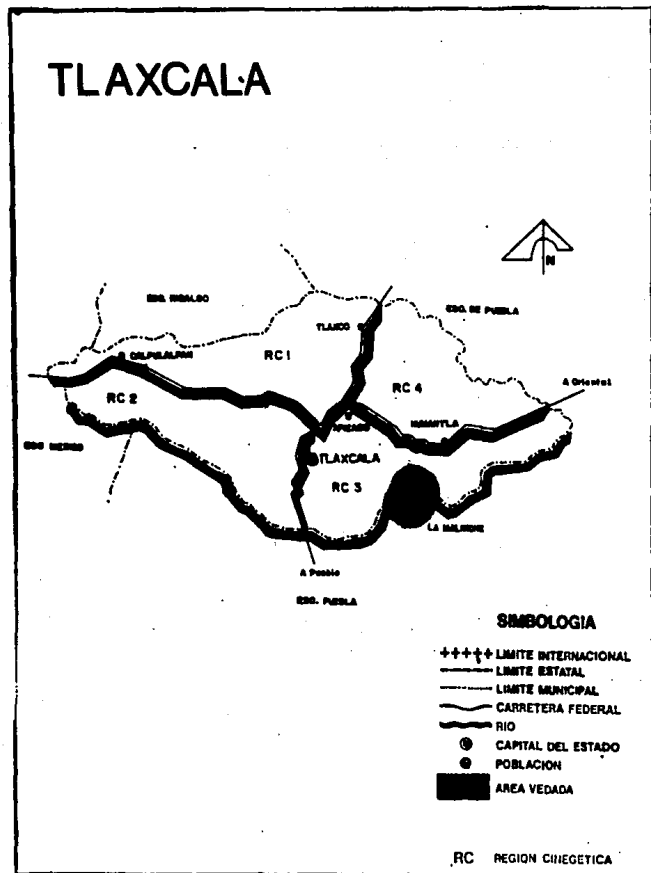 TLAXCALA
N
EDO. HIDALGO
EDO. DE PUEBLA
TLAXCO
CALPULALPAN
RC 1
RC 4
A Oriental
RC 2
APIZACO
HUAMANTLA
EDO MEXICO
TLAXCALA
RC 3
LA MALINCHE
A Puebla
EDO. PUEBLA
SIMBOLOGIA
LIMITE INTERNACIONAL
LIMITE ESTATAL
LIMITE MUNICIPAL
CARRETERA FEDERAL
RIO
CAPITAL DEL ESTADO
POBLACION
AREA VEDADA
RC REGION CINEGETICA